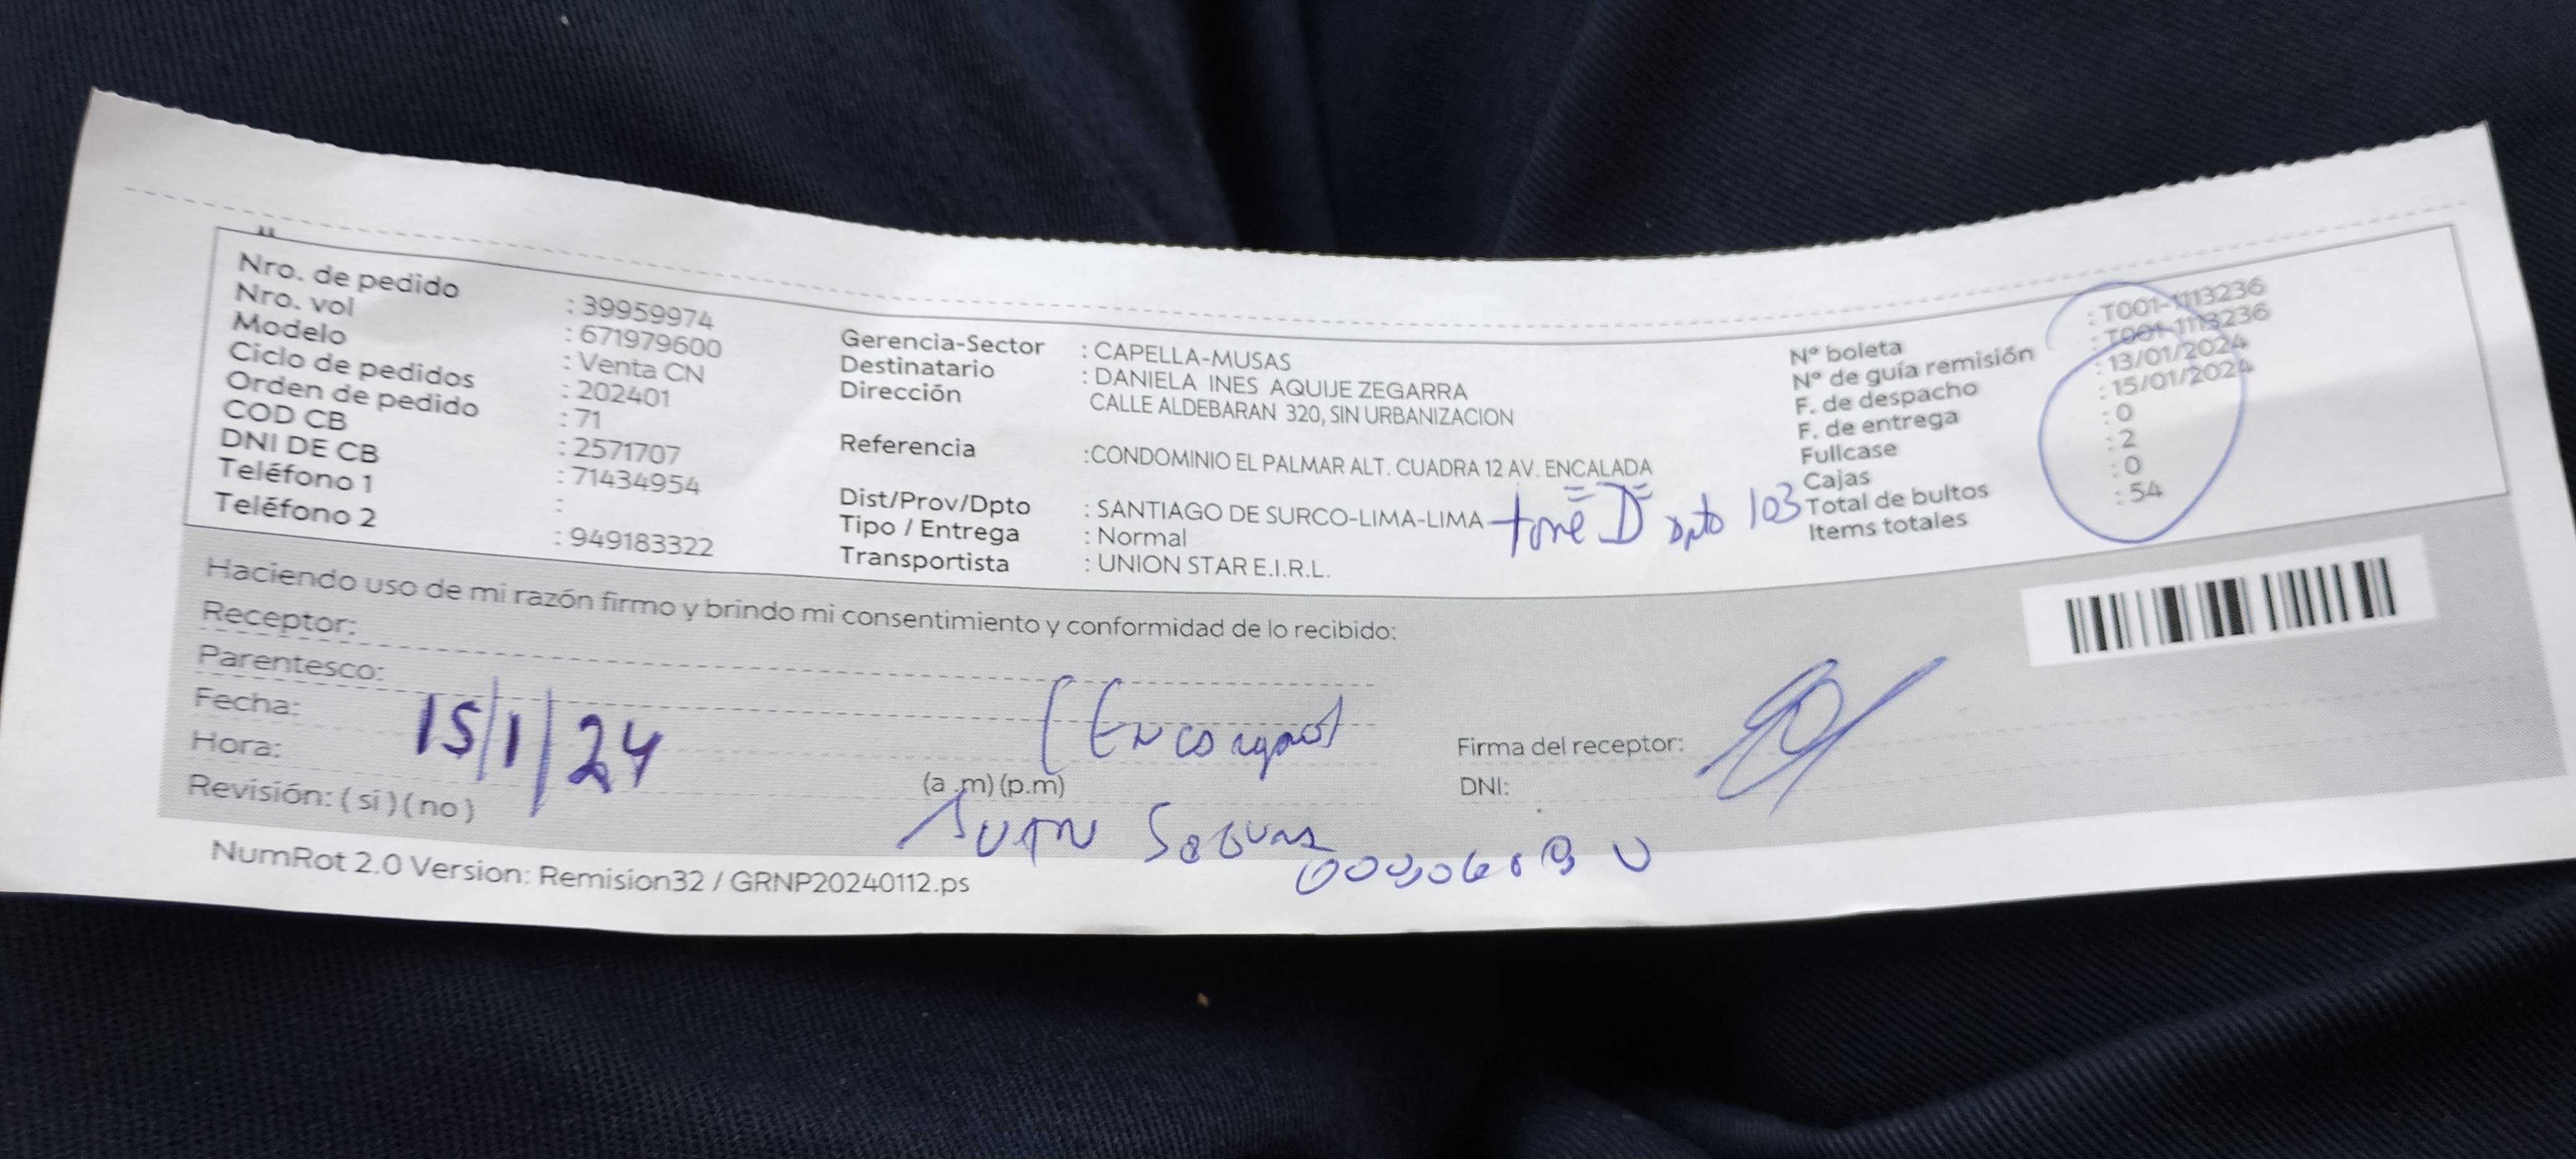 Nro. de pedido : 39959974
Nro. vol : 671979600
Modelo : Venta CN
Ciclo de pedidos : 202401
Orden de pedido : 71
COD CB : 2571707
DNI DE CB : 71434954
Teléfono 1 :
Teléfono 2 : 949183322
Gerencia-Sector : CAPELLA-MUSAS
Destinatario : DANIELA INES AQUIJE ZEGARRA
Dirección CALLE ALDEBARAN 320, SIN URBANIZACION
Referencia :CONDOMINIO EL PALMAR ALT. CUADRA 12 AV. ENCALADA
Dist/Prov/Dpto : SANTIAGO DE SURCO-LIMA-LIMA
D Dpto 103
Tipo / Entrega : Normal
Transportista : UNION STAR E.I.R.L.
N° boleta : T001-1113236
N° de guía remisión : T001-1113236
F. de despacho : 13/01/2024
F. de entrega : 15/01/2024
Fullcase : 0
Cajas : 2
Total de bultos : 0
Items totales : 54
Haciendo uso de mi razón firmo y brindo mi consentimiento y conformidad de lo recibido:
Receptor:
Parentesco:
Fecha: 15/1/24
Hora: (a .m) (p.m)
Revisión: ( si ) ( no )
Firma del receptor:
DNI:
JUAN
NumRot 2.0 Version: Remision32 / GRNP20240112.ps